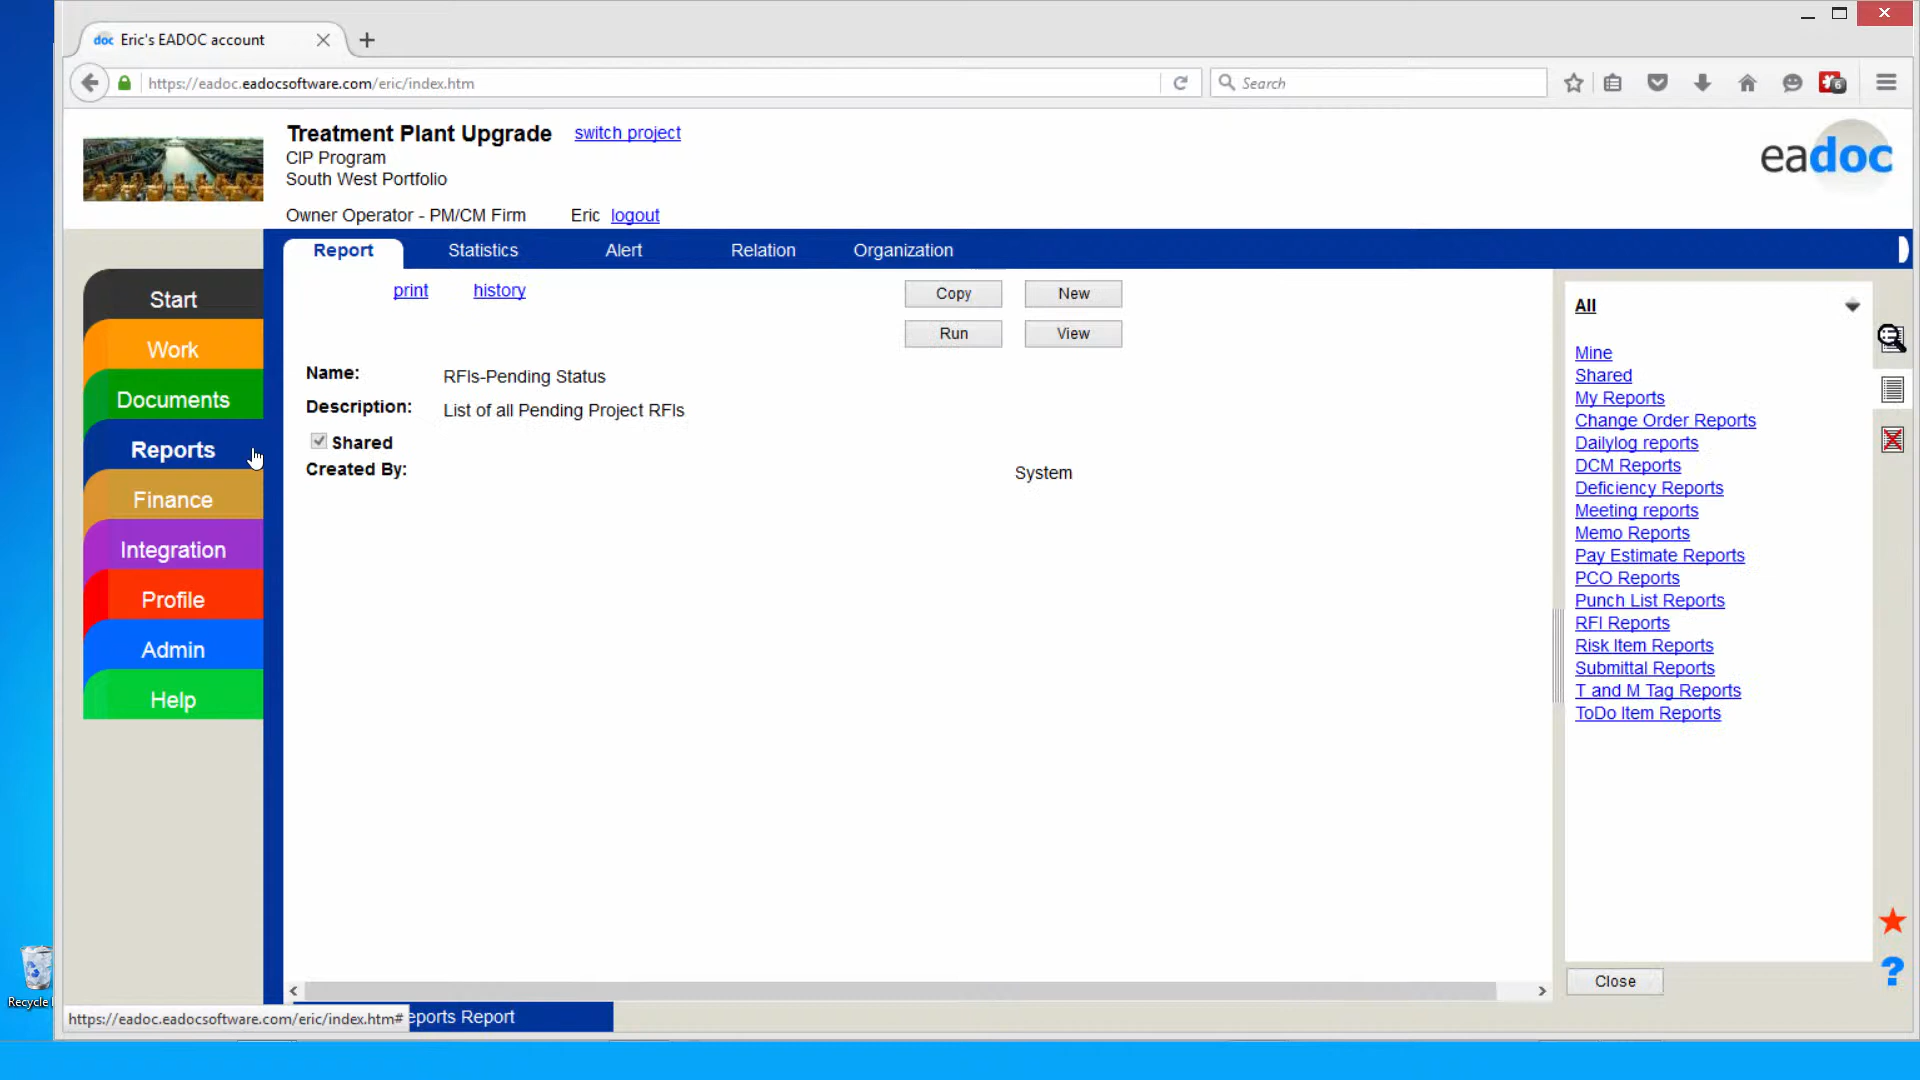 doc Eric's EADOC account
https://eadoc.eadocsoftware.com/eric/index.htm
Search
6
Treatment Plant Upgrade switch project
CIP Program
South West Portfolio
Owner Operator - PM/CM Firm Eric logout
eadoc
Report Statistics Alert Relation Organization
print history
Copy New
Run View
Name: RFIs-Pending Status
Description: List of all Pending Project RFIs
Shared
Created By: System
Start
Work
Documents
Reports
Finance
Integration
Profile
Admin
Help
All
Mine
Shared
My Reports
Change Order Reports
Dailylog reports
DCM Reports
Deficiency Reports
Meeting reports
Memo Reports
Pay Estimate Reports
PCO Reports
Punch List Reports
RFI Reports
Risk Item Reports
Submittal Reports
T and M Tag Reports
ToDo Item Reports
Close
?
Recycle
https://eadoc.eadocsoftware.com/eric/index.htm#
eports Report